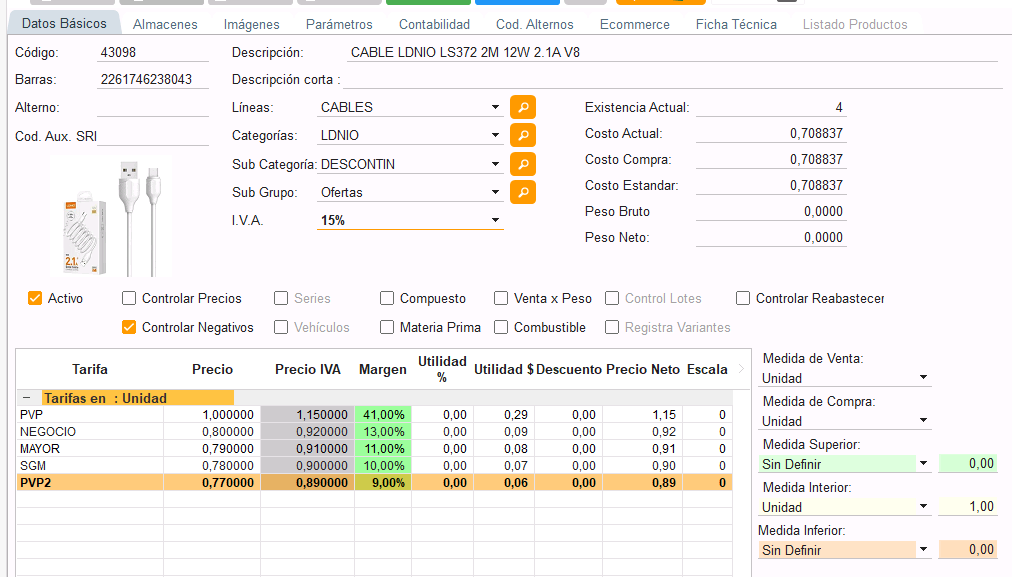 Datos Básicos Almacenes Imágenes Parámetros Contabilidad Cod. Alternos Ecommerce Ficha Técnica Listado Productos
Código: 43098 Descripción: CABLE LDNIO LS372 2M 12W 2.1A V8
Barras: 2261746238043 Descripción corta :
Alterno: Líneas: CABLES Existencia Actual: 4
Cod. Aux. SRI Categorías: LDNIO Costo Actual: 0,708837
Sub Categoría: DESCONTIN Costo Compra: 0,708837
Sub Grupo: Ofertas Costo Estandar: 0,708837
I.V.A. 15% Peso Bruto 0,0000
Peso Neto: 0,0000
Activo Controlar Precios Series Compuesto Venta x Peso Control Lotes Controlar Reabastecer
Controlar Negativos Vehículos Materia Prima Combustible Registra Variantes
Tarifa Precio Precio IVA Margen Utilidad % Utilidad $ Descuento Precio Neto Escala
Tarifas en : Unidad
PVP 1,000000 1,150000 41,00% 0,00 0,29 0,00 1,15 0
NEGOCIO 0,800000 0,920000 13,00% 0,00 0,09 0,00 0,92 0
MAYOR 0,790000 0,910000 11,00% 0,00 0,08 0,00 0,91 0
SGM 0,780000 0,900000 10,00% 0,00 0,07 0,00 0,90 0
PVP2 0,770000 0,890000 9,00% 0,00 0,06 0,00 0,89 0
Medida de Venta:
Unidad
Medida de Compra:
Unidad
Medida Superior:
Sin Definir 0,00
Medida Interior:
Unidad 1,00
Medida Inferior:
Sin Definir 0,00